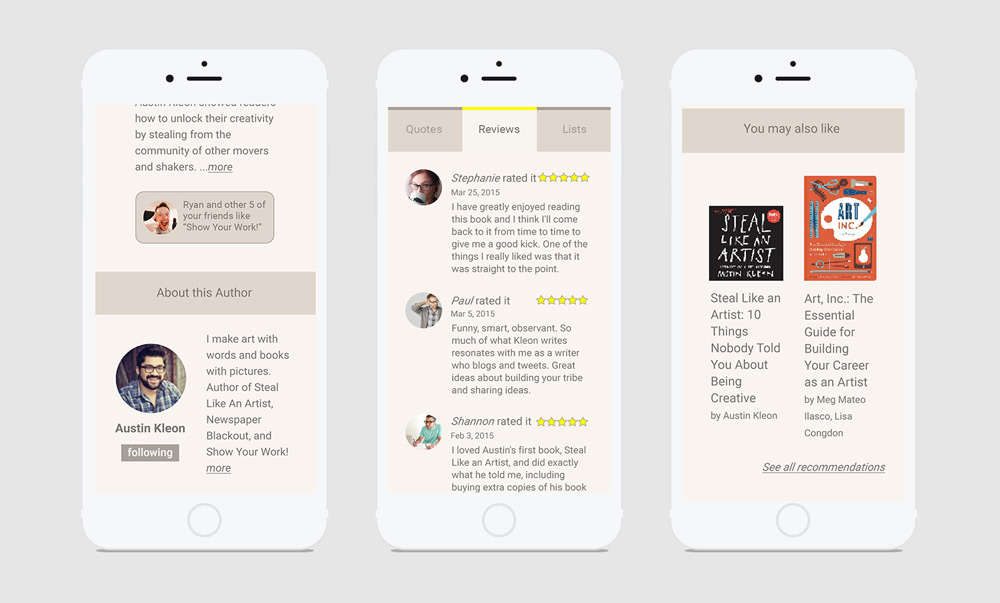 Austin Kleon showed readers
how to unlock their creativity
by stealing from the
community of other movers
and shakers. ...more
Ryan and other 5 of
your friends like
“Show Your Work!”
About this Author
I make art with
words and books
with pictures.
Author of Steal
Like An Artist,
Newspaper
Blackout, and
Show Your Work!
more
Austin Kleon
following
Quotes
Reviews
Lists
Stephanie rated it
Mar 25, 2015
I have greatly enjoyed reading
this book and I think I'll come
back to it from time to time to
give me a good kick. One of the
things I really liked was that it
was straight to the point.
Paul rated it
Mar 5, 2015
Funny, smart, observant. So
much of what Kleon writes
resonates with me as a writer
who blogs and tweets. Great
ideas about building your tribe
and sharing ideas.
Shannon rated it
Feb 3, 2015
I loved Austin's first book, Steal
Like an Artist, and did exactly
what he told me, including
buying extra copies of his book
You may also like
STEAL
LIKE AN
ARTIST
AUSTIN KLEON
ART
INC.
Steal Like an
Artist: 10
Things
Nobody Told
You About
Being
Creative
by Austin Kleon
Art, Inc.: The
Essential
Guide for
Building
Your Career
as an Artist
by Meg Mateo
Ilasco, Lisa
Congdon
See all recommendations